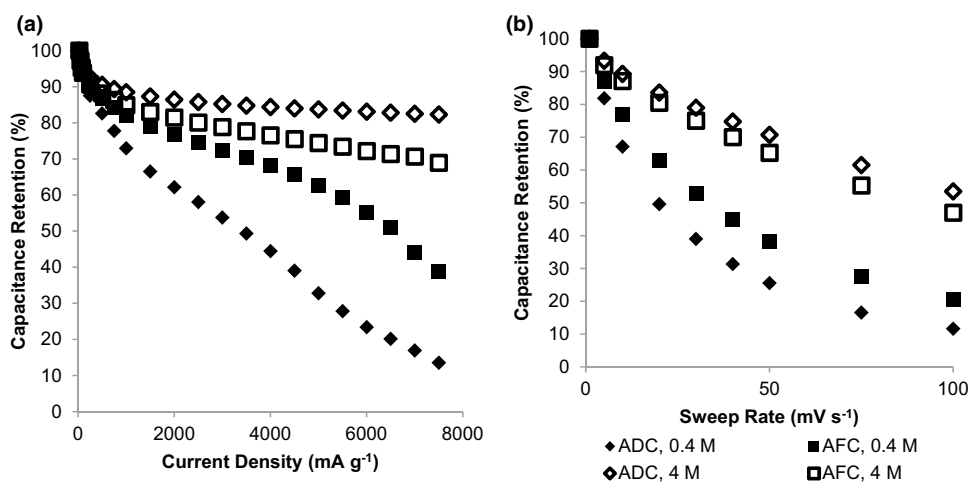 (a)
Capacitance Retention (%)
100
90
80
70
60
50
40
30
20
10
0
0 2000 4000 6000 8000
Current Density (mA g-1)
(b)
Capacitance Retention (%)
100
90
80
70
60
50
40
30
20
10
0
0 50 100
Sweep Rate (mV s-1)
ADC, 0.4 M AFC, 0.4 M
ADC, 4 M AFC, 4 M